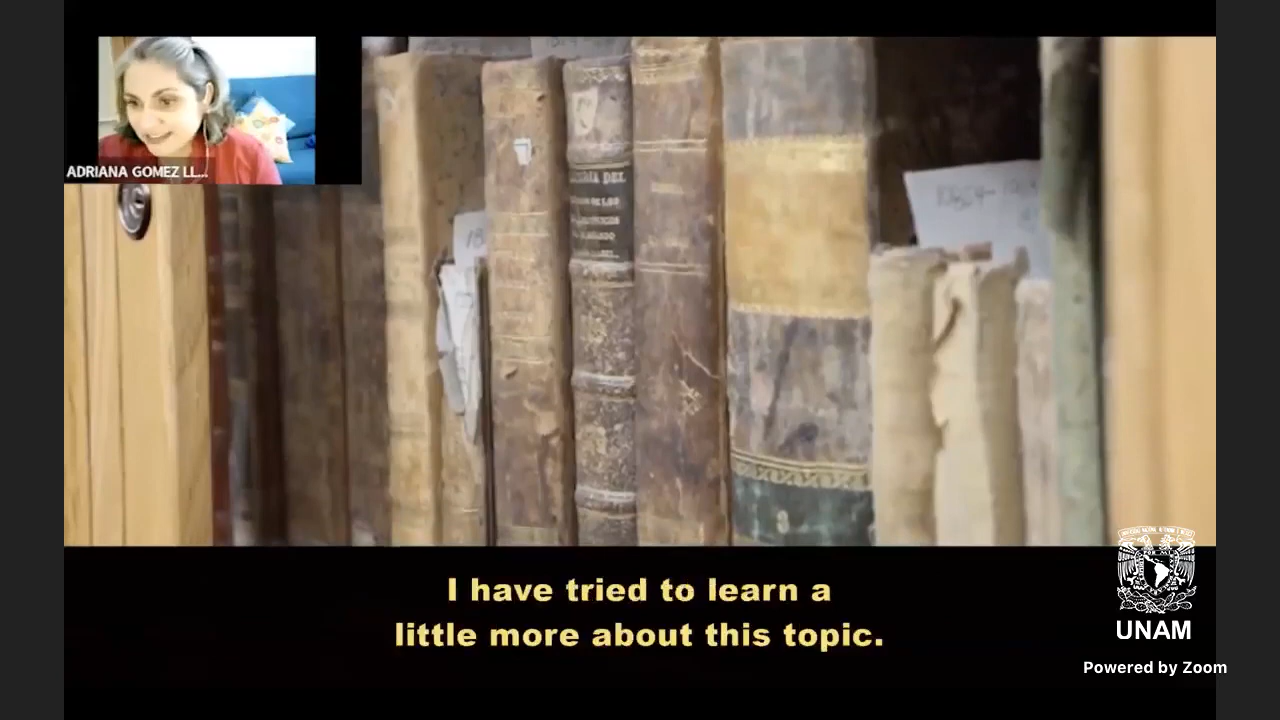 ADRIANA GOMEZ LL...
I have tried to learn a
little more about this topic.
UNAM
Powered by Zoom